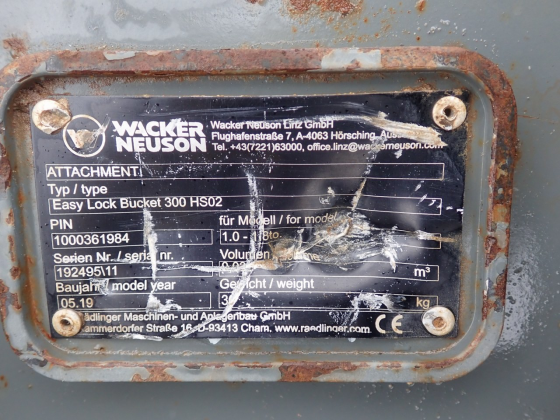 WACKER NEUSON
Wacker Neuson Linz GmbH
Flughafenstraße 7, A-4063 Hörsching,
Tel. +43(7221)63000, office.linz@wackerneuson.com
ATTACHMENT:
Typ / type
Easy Lock Bucket 300 HS02
PIN
für Modell / for model
1000361984
1.0 -
Serien Nr. / serial nr.
Volumen
192495\11
m³
Baujahr / model year
Gewicht / weight
05.19
kg
Maschinen- und Anlagenbau GmbH
Straße 16, D-93413 Cham, www.raedlinger.com
CE